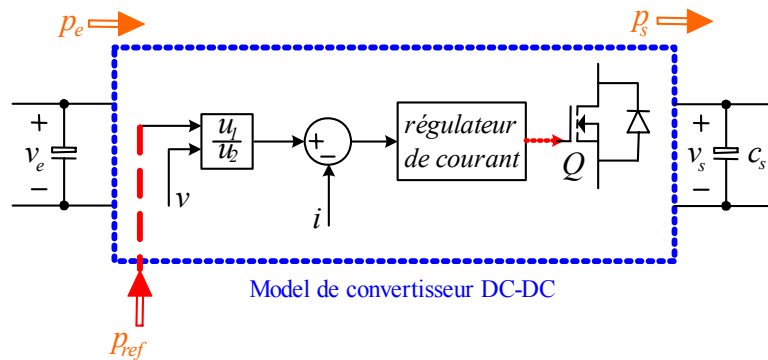 p_e
p_s
+
v_e
−
u_1
u_2
v
+
−
i
régulateur
de courant
Q
+
v_s
−
c_s
Model de convertisseur DC-DC
p_ref